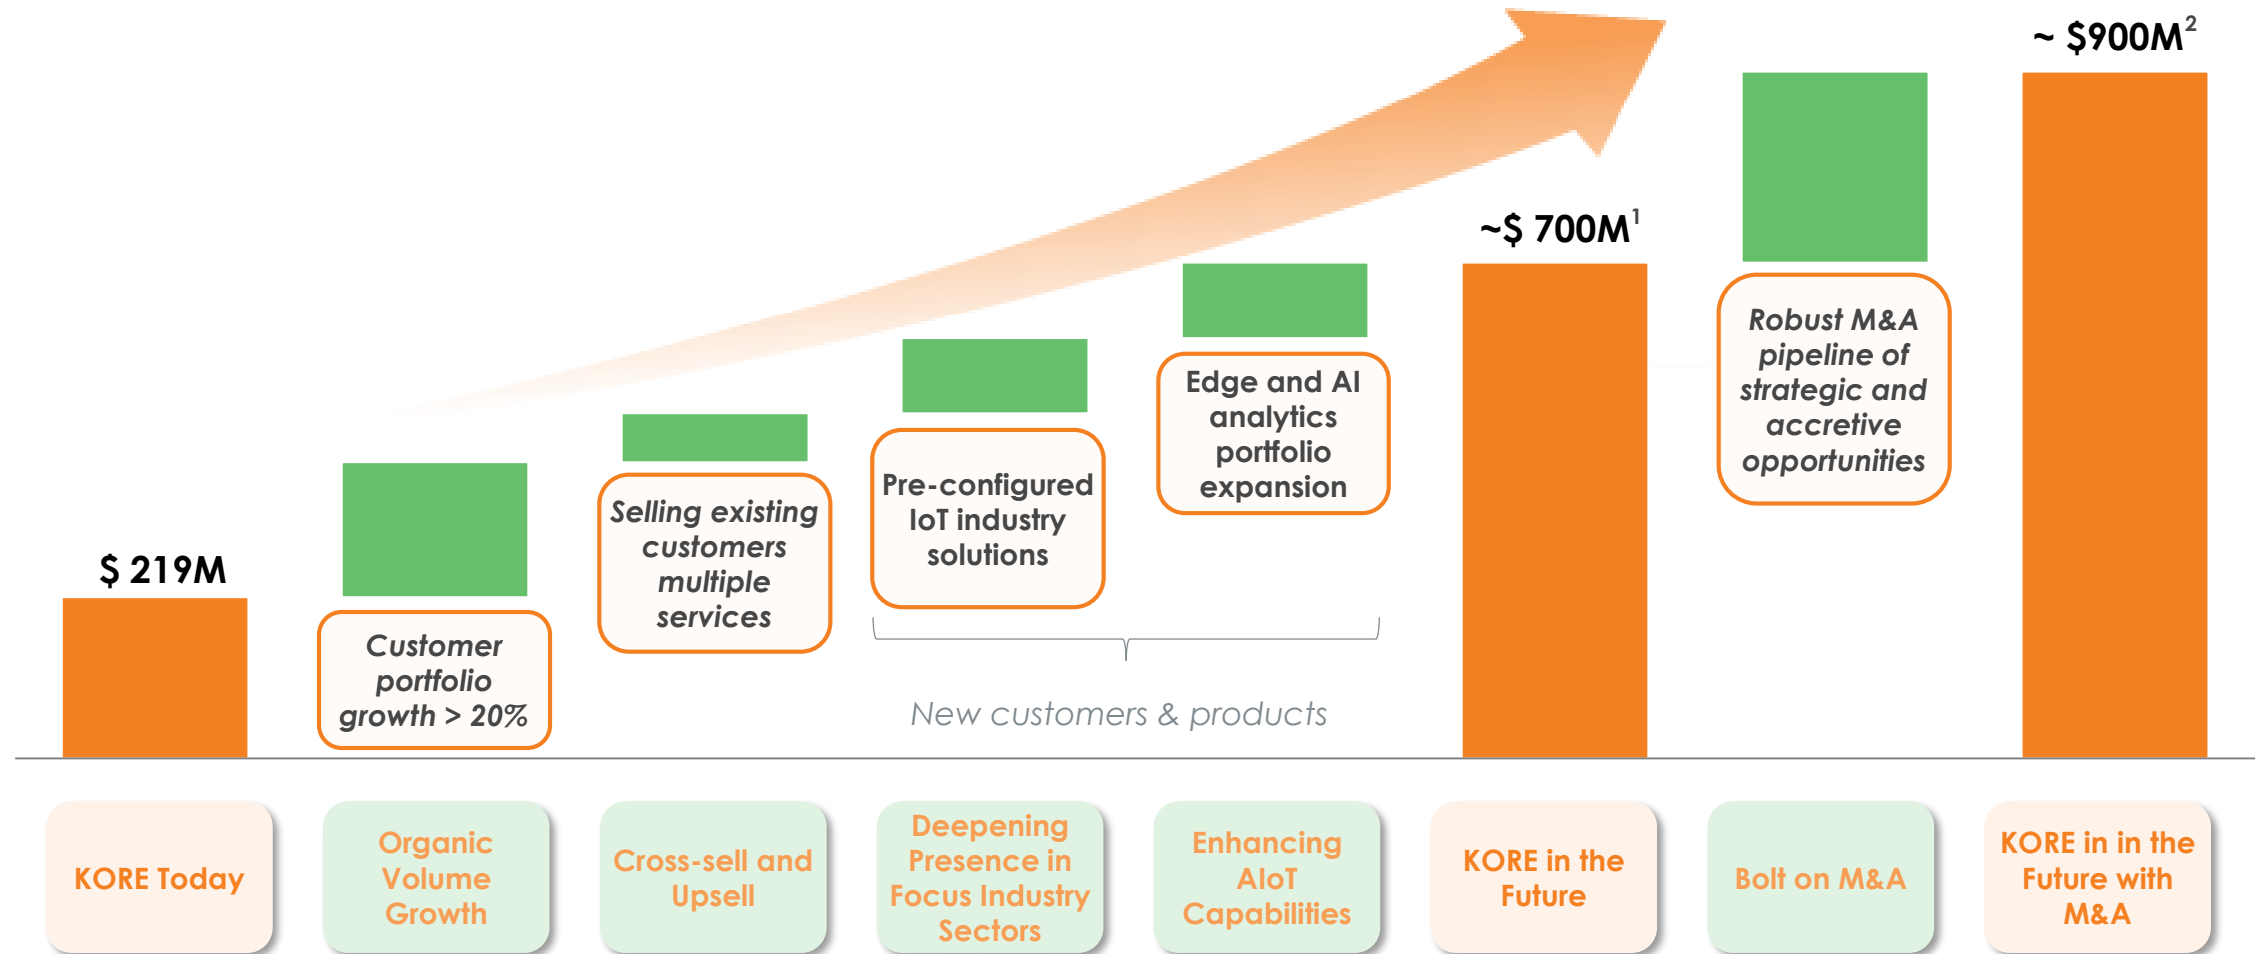 ~ $900M²
~$ 700M¹
$ 219M
Customer
portfolio
growth > 20%
Selling existing
customers
multiple
services
Pre-configured
IoT industry
solutions
Edge and AI
analytics
portfolio
expansion
Robust M&A
pipeline of
strategic and
accretive
opportunities
New customers & products
KORE Today
Organic
Volume
Growth
Cross-sell and
Upsell
Deepening
Presence in
Focus Industry
Sectors
Enhancing
AIoT
Capabilities
KORE in the
Future
Bolt on M&A
KORE in in the
Future with
M&A